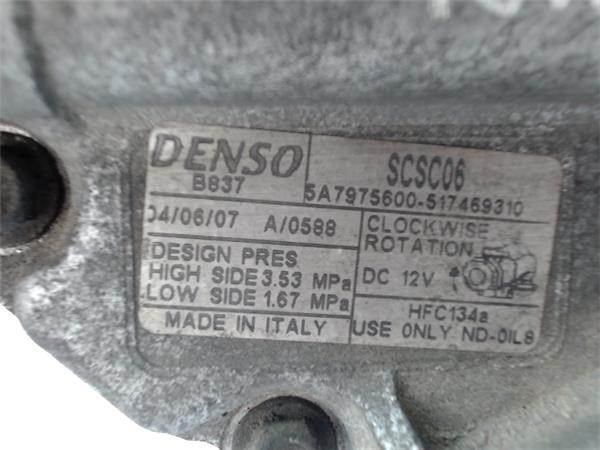 DENSO
B837
SCSC06
5A7975600-517469310
04/06/07 A/0588
CLOCKWISE
ROTATION
DESIGN PRES
HIGH SIDE 3.53 MPa
LOW SIDE 1.67 MPa
DC 12V
MADE IN ITALY
HFC134a
USE ONLY ND-OIL8